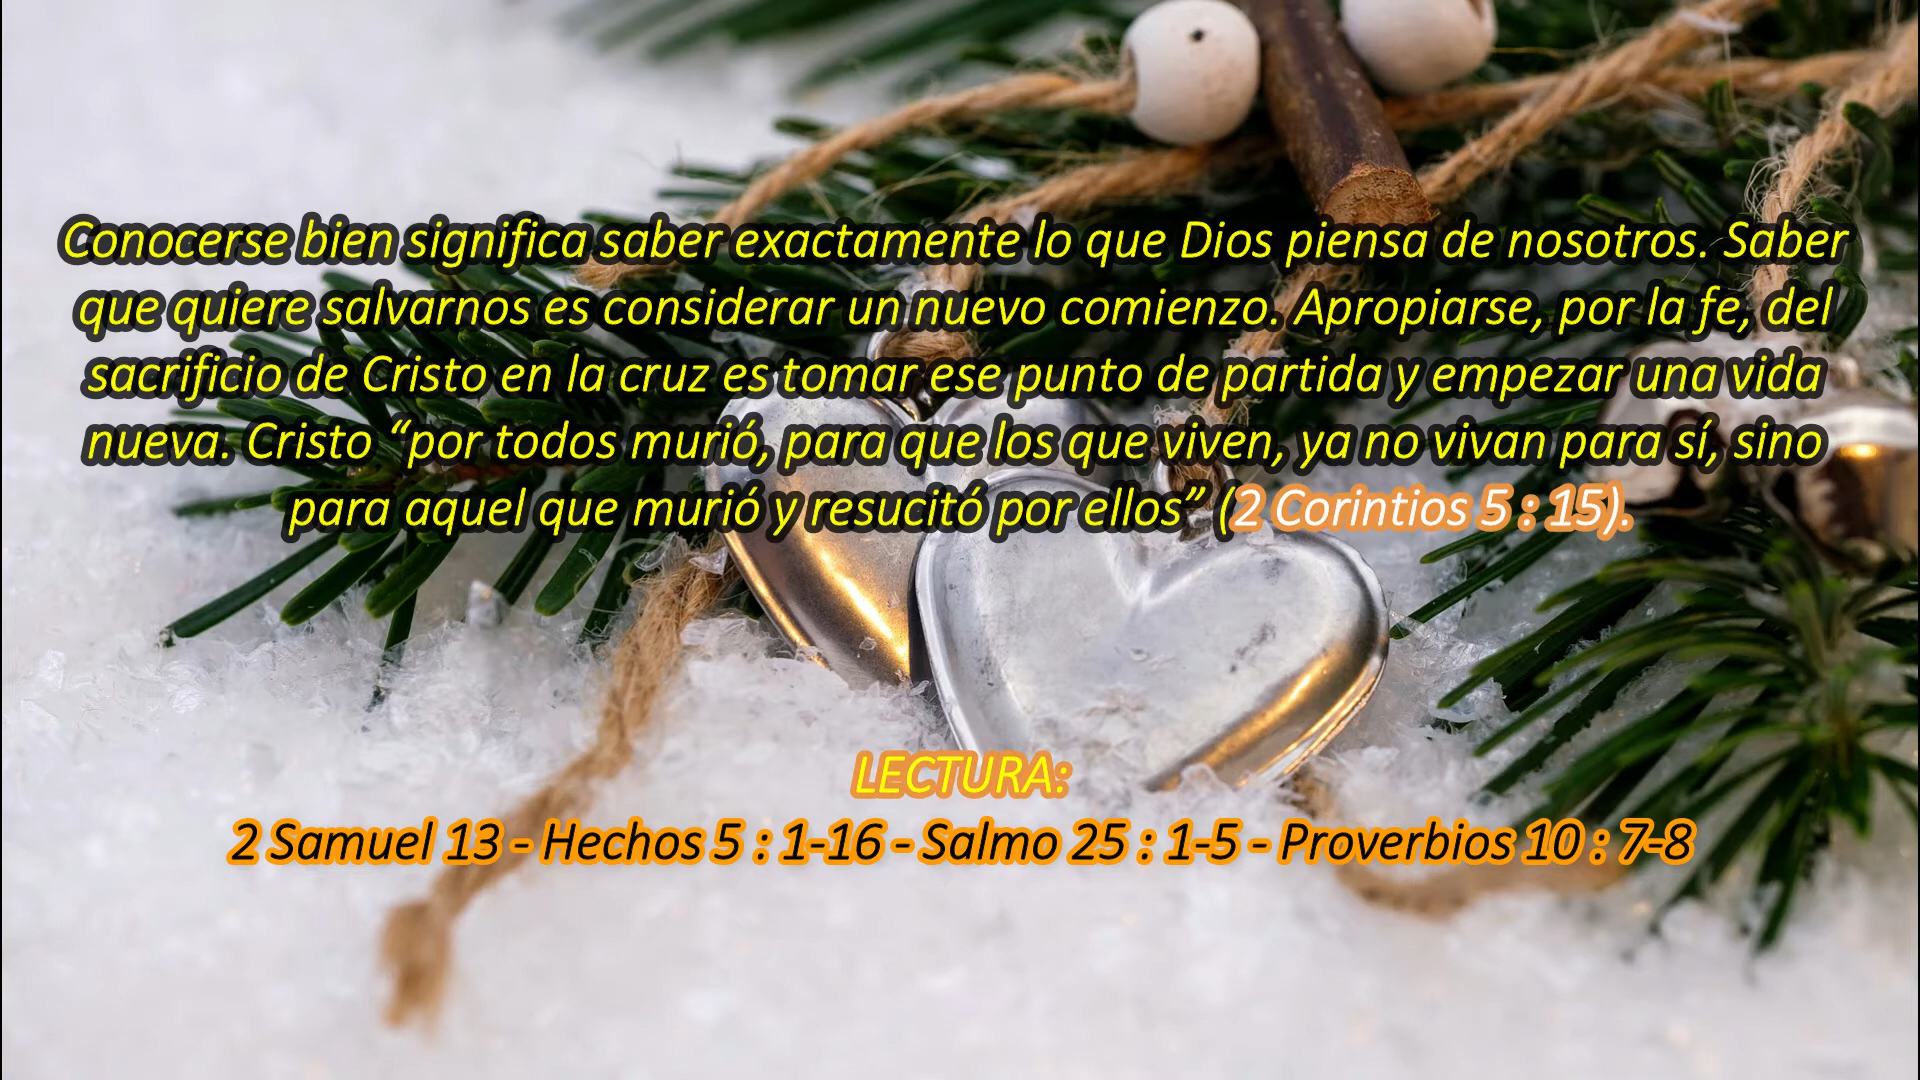 Conocerse bien significa saber exactamente lo que Dios piensa de nosotros. Saber
que quiere salvarnos es considerar un nuevo comienzo. Apropiarse, por la fe, del
sacrificio de Cristo en la cruz es tomar ese punto de partida y empezar una vida
nueva. Cristo “por todos murió, para que los que viven, ya no vivan para sí, sino
para aquel que murió y resucitó por ellos” (2 Corintios 5 : 15).
LECTURA:
2 Samuel 13 - Hechos 5 : 1-16 - Salmo 25 : 1-5 - Proverbios 10 : 7-8